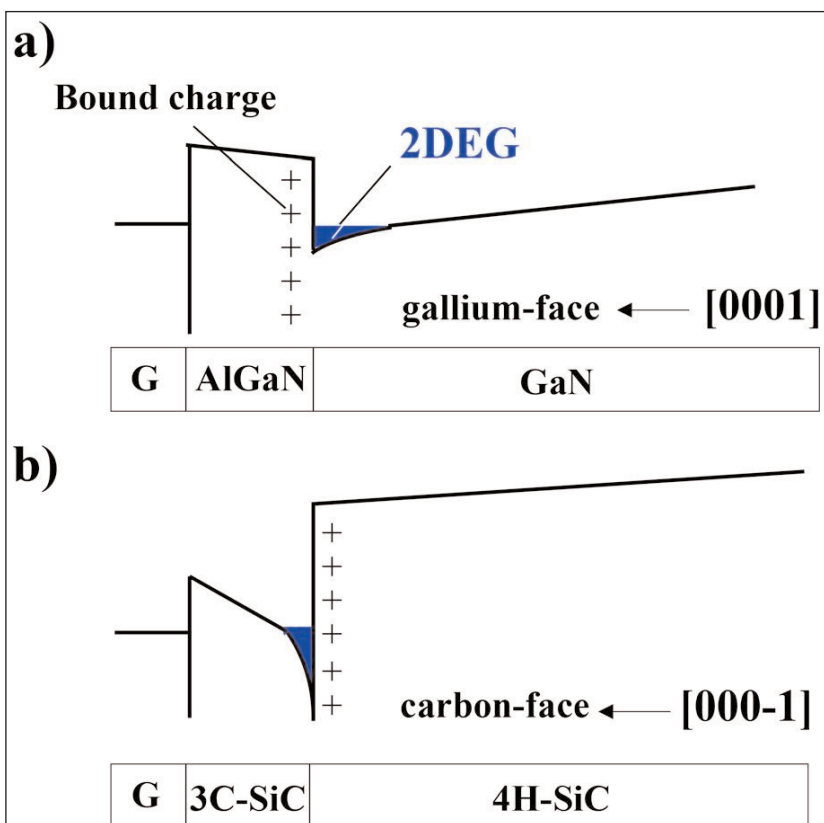 a)
Bound charge
2DEG
+
+
+
+
+
gallium-face ← [0001]
G AlGaN GaN
b)
+
+
+
+
+
+
carbon-face ← [000-1]
G 3C-SiC 4H-SiC